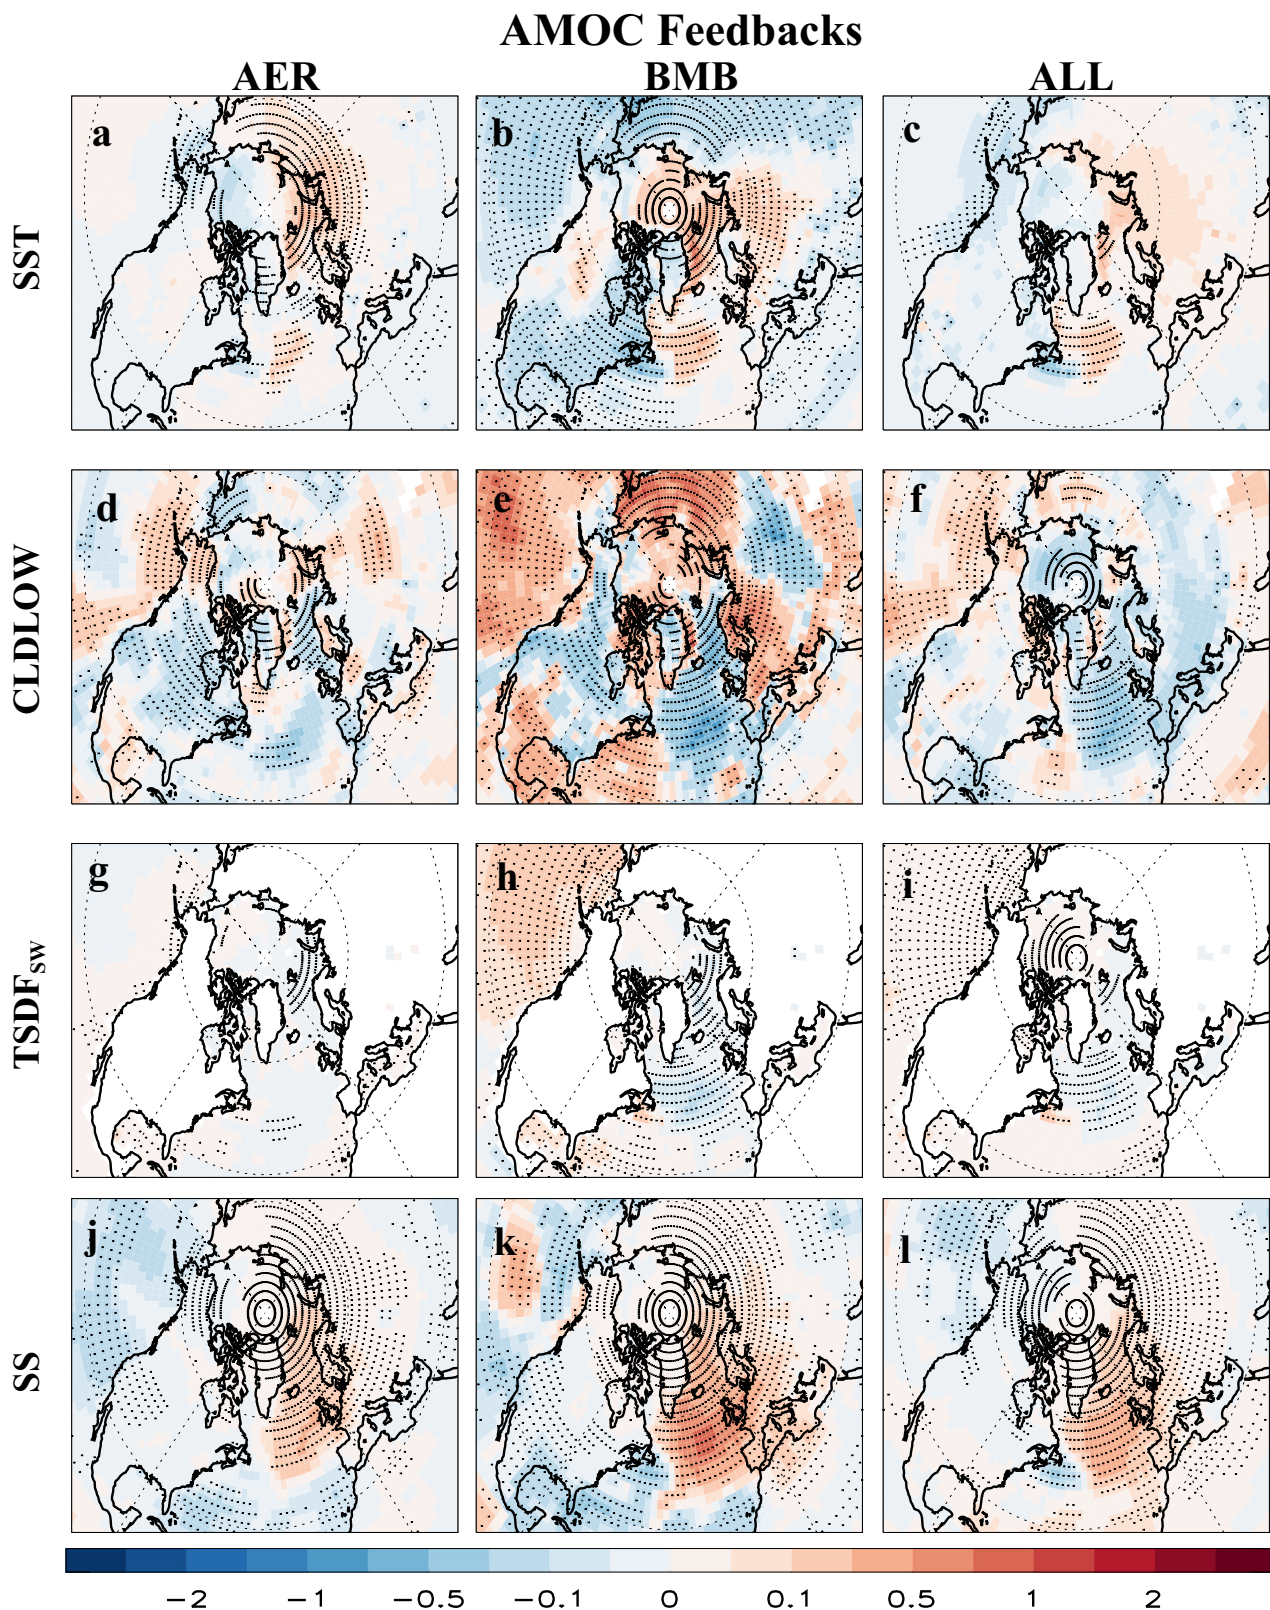 AMOC Feedbacks
AER BMB ALL
SST
a b c
CLDLOW
d e f
TSDF_SW
g h i
SS
j k l
−2 −1 −0.5 −0.1 0 0.1 0.5 1 2